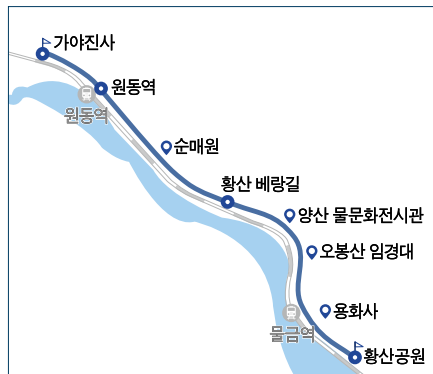 가야진사
원동역
원동역
순매원
황산 베랑길
양산 물문화전시관
오봉산 임경대
용화사
물금역
황산공원